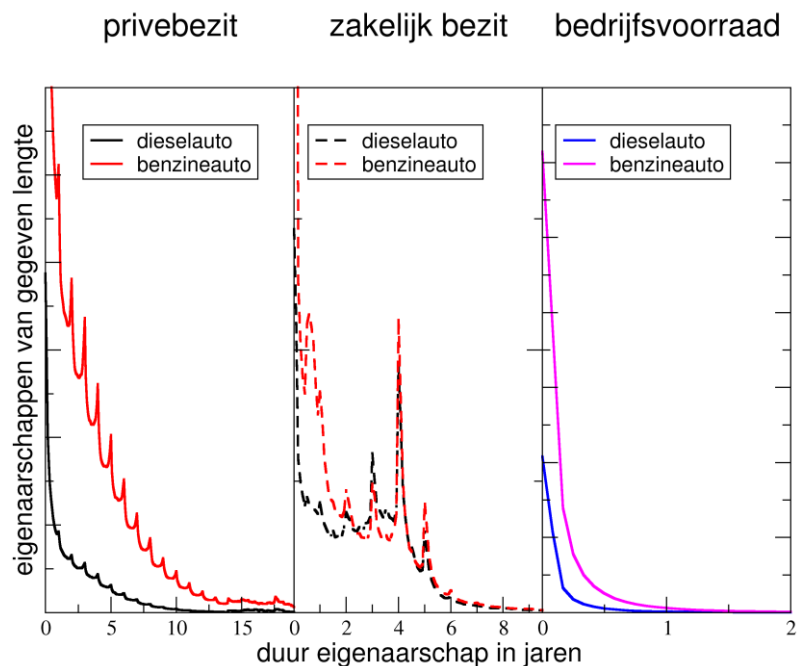 privebezit
zakelijk bezit
bedrijfsvoorraad
eigenaarschappen van gegeven lengte
dieselauto
benzineauto
dieselauto
benzineauto
dieselauto
benzineauto
0 5 10 15
0 2 4 6 8
0 1 2
duur eigenaarschap in jaren